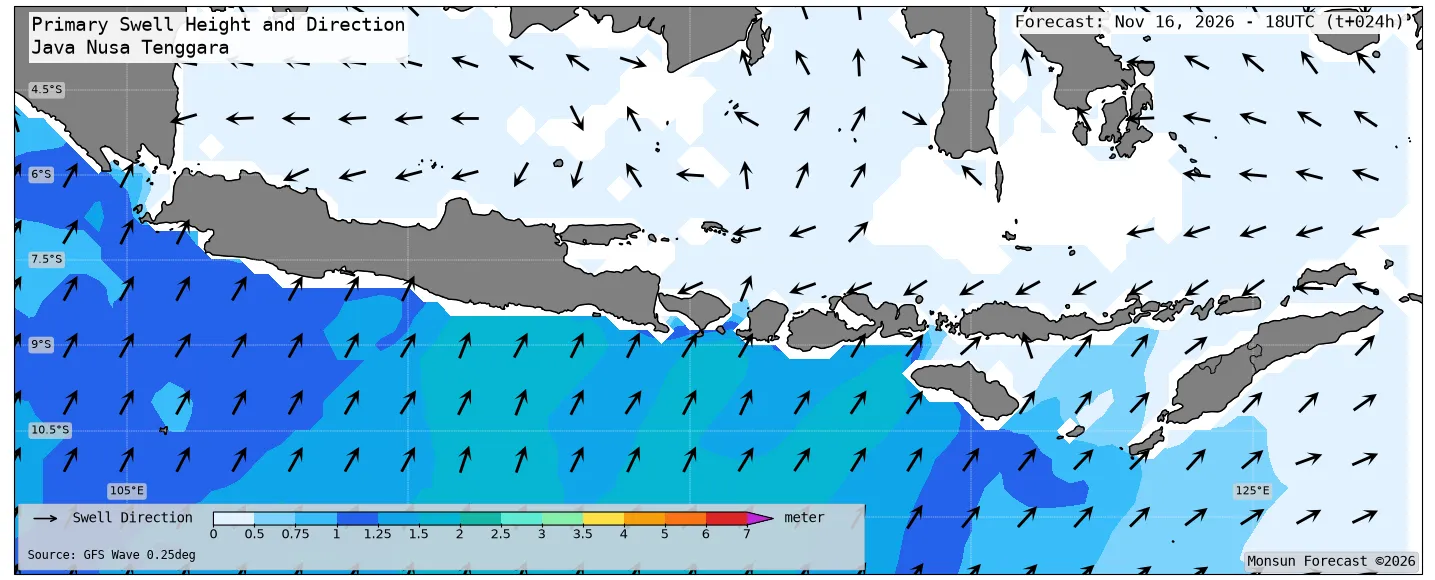 Primary Swell Height and Direction
Java Nusa Tenggara
Forecast: Nov 16, 2026 - 18UTC (t+024h)
4.5°S
6°S
7.5°S
9°S
10.5°S
105°E
125°E
Swell Direction
0 0.5 0.75 1 1.25 1.5 2 2.5 3 3.5 4 5 6 7
meter
Source: GFS Wave 0.25deg
Monsun Forecast ©2026